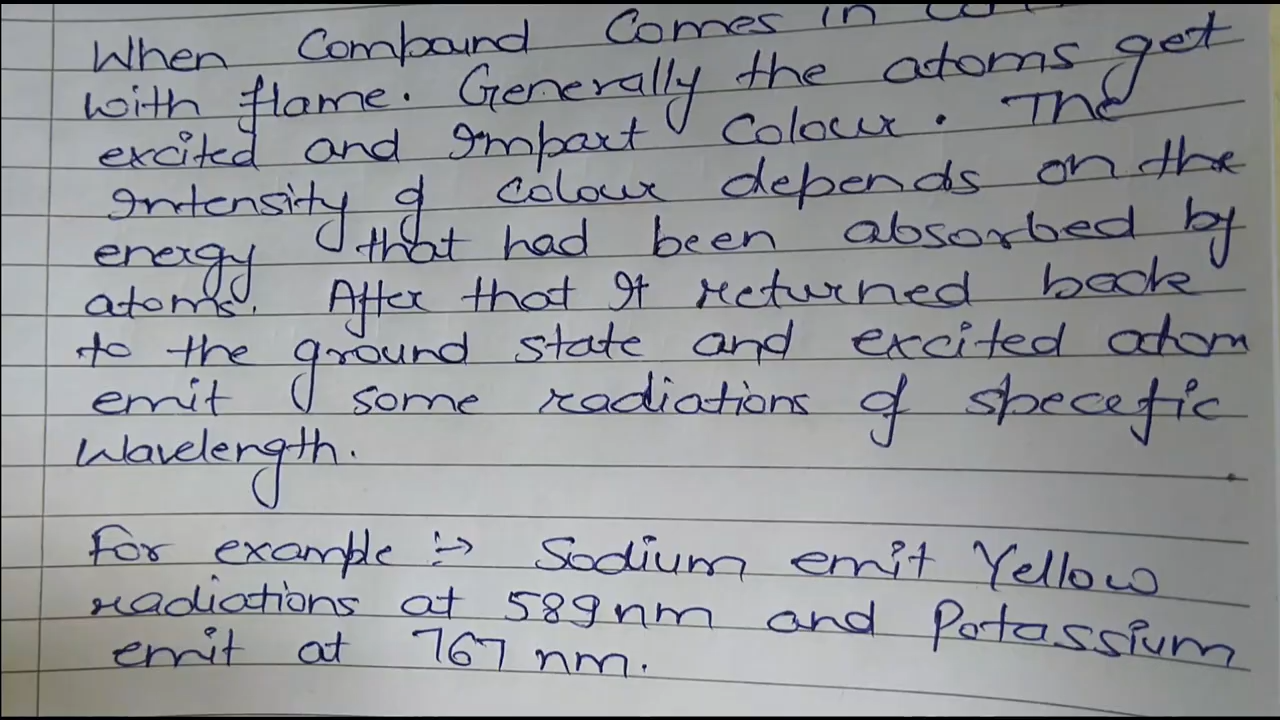 When Compound Comes in
with flame. Generally the atoms get
excited and Impart Colour. The
Intensity of colour depends on the
energy that had been absorbed by
atoms. After that It returned back
to the ground state and excited atom
emit some radiations of specefic
Wavelength.
For example :-> Sodium emit Yellow
radiations at 589nm and Potassium
emit at 767 nm.